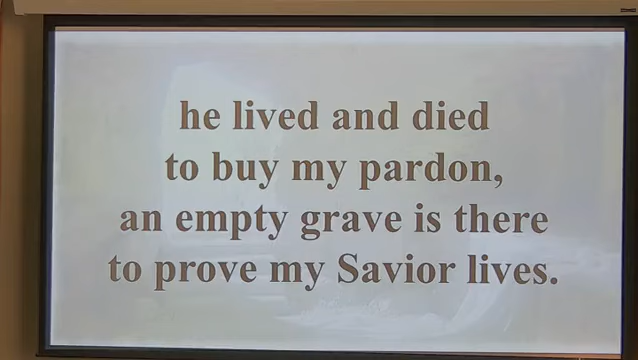 he lived and died
to buy my pardon,
an empty grave is there
to prove my Savior lives.